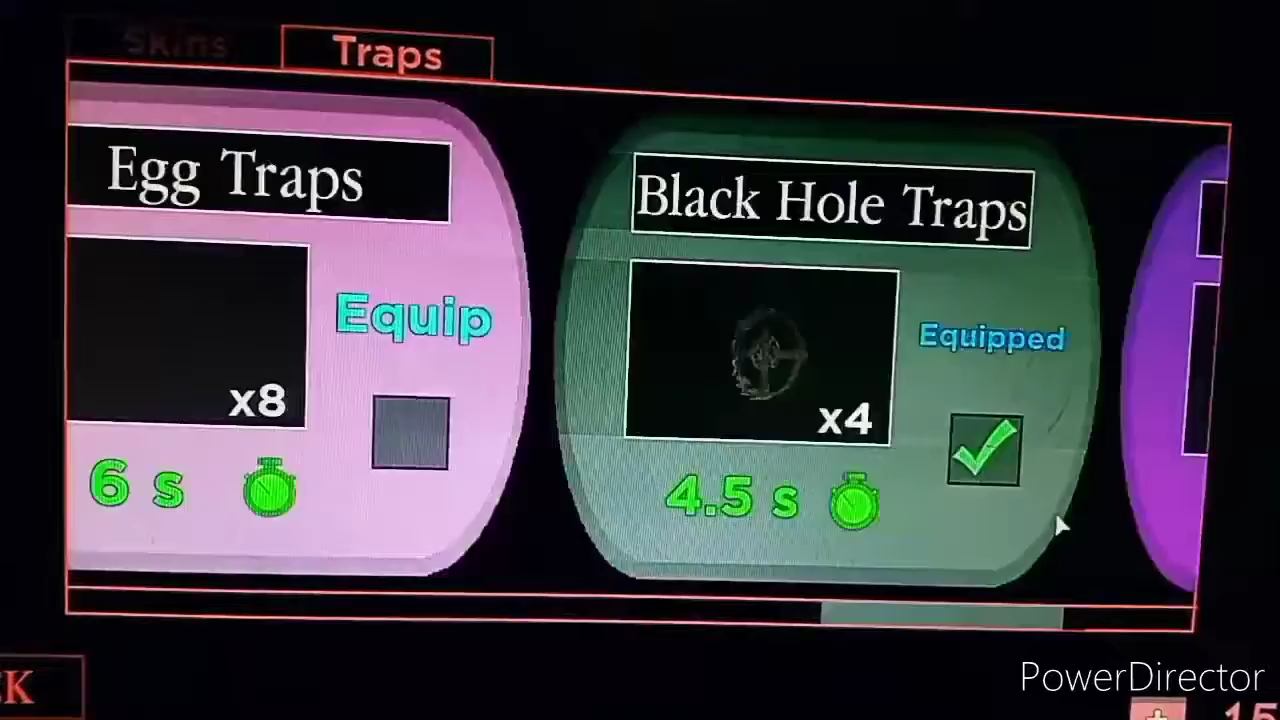 Skins
Traps
Egg Traps
Black Hole Traps
Equip
Equipped
x8
x4
6 s
4.5 s
PowerDirector